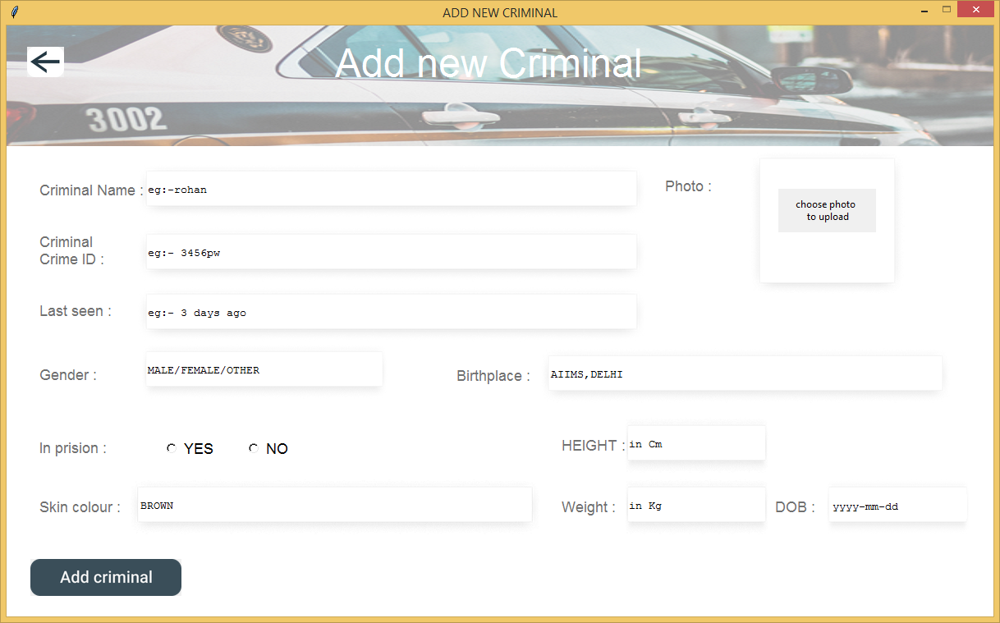 ADD NEW CRIMINAL
Add new Criminal
3002
Criminal Name :
eg:-rohan
Photo :
choose photo
to upload
Criminal
Crime ID :
eg:- 3456pw
Last seen :
eg:- 3 days ago
Gender :
MALE/FEMALE/OTHER
Birthplace :
AIIMS,DELHI
In prision :
YES
NO
HEIGHT :
in Cm
Skin colour :
BROWN
Weight :
in Kg
DOB :
yyyy-mm-dd
Add criminal